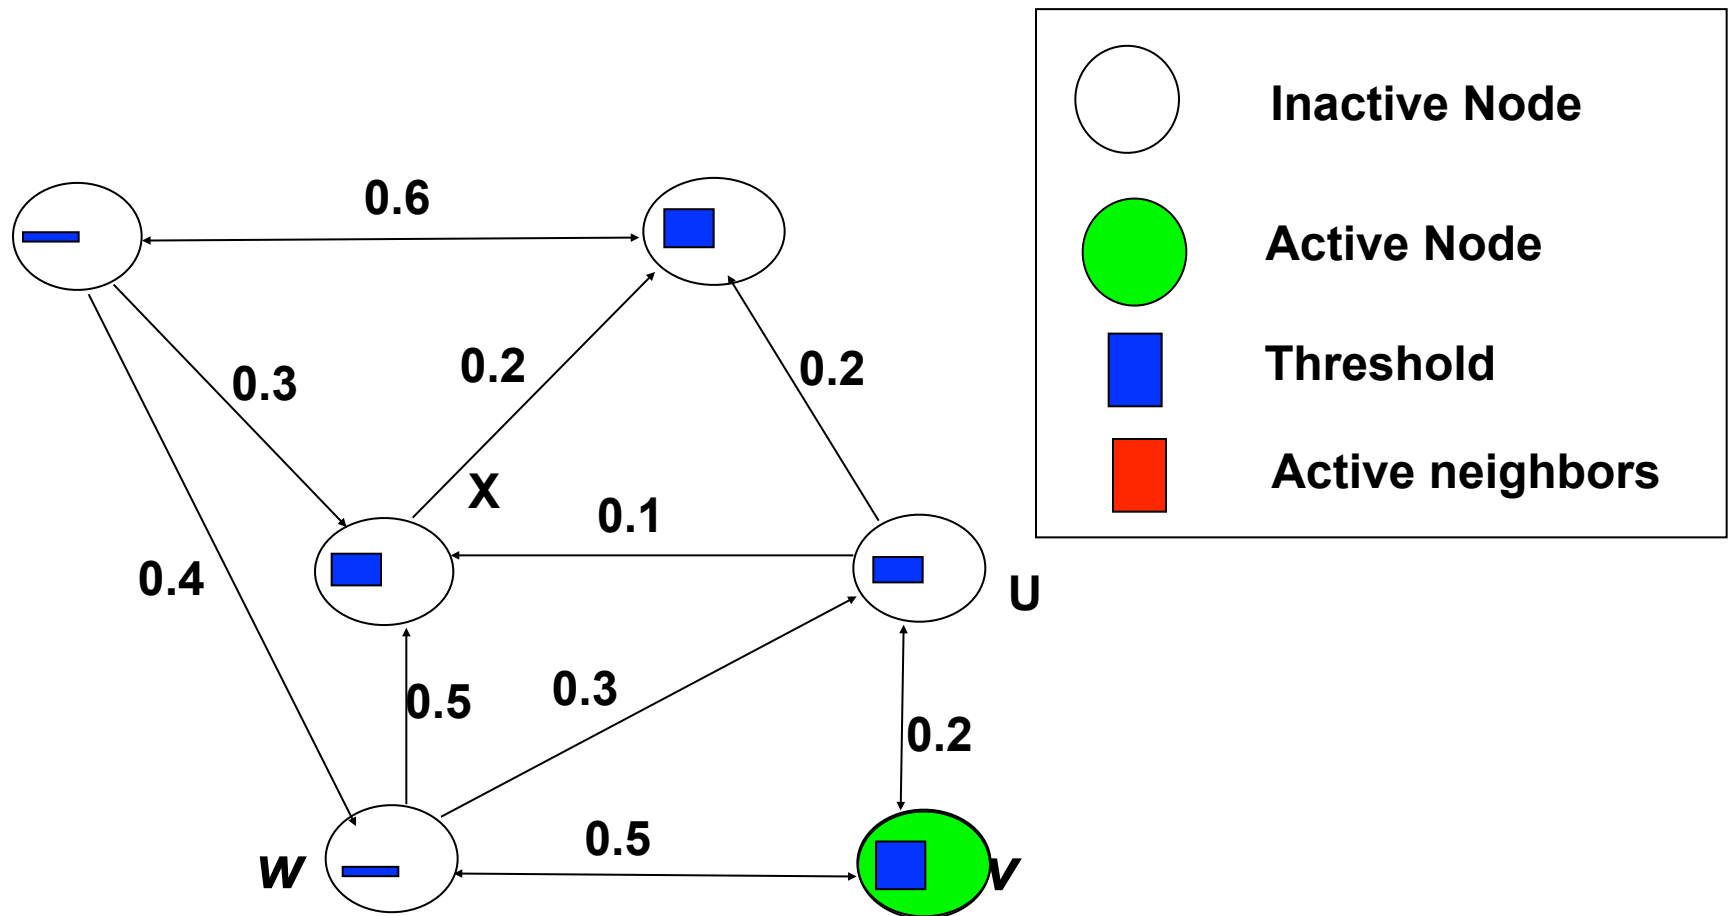 Inactive Node
0.6
Active Node
0.3
0.2
0.2
Threshold
X
0.1
Active neighbors
0.4
U
0.5
0.3
0.2
w
0.5
v